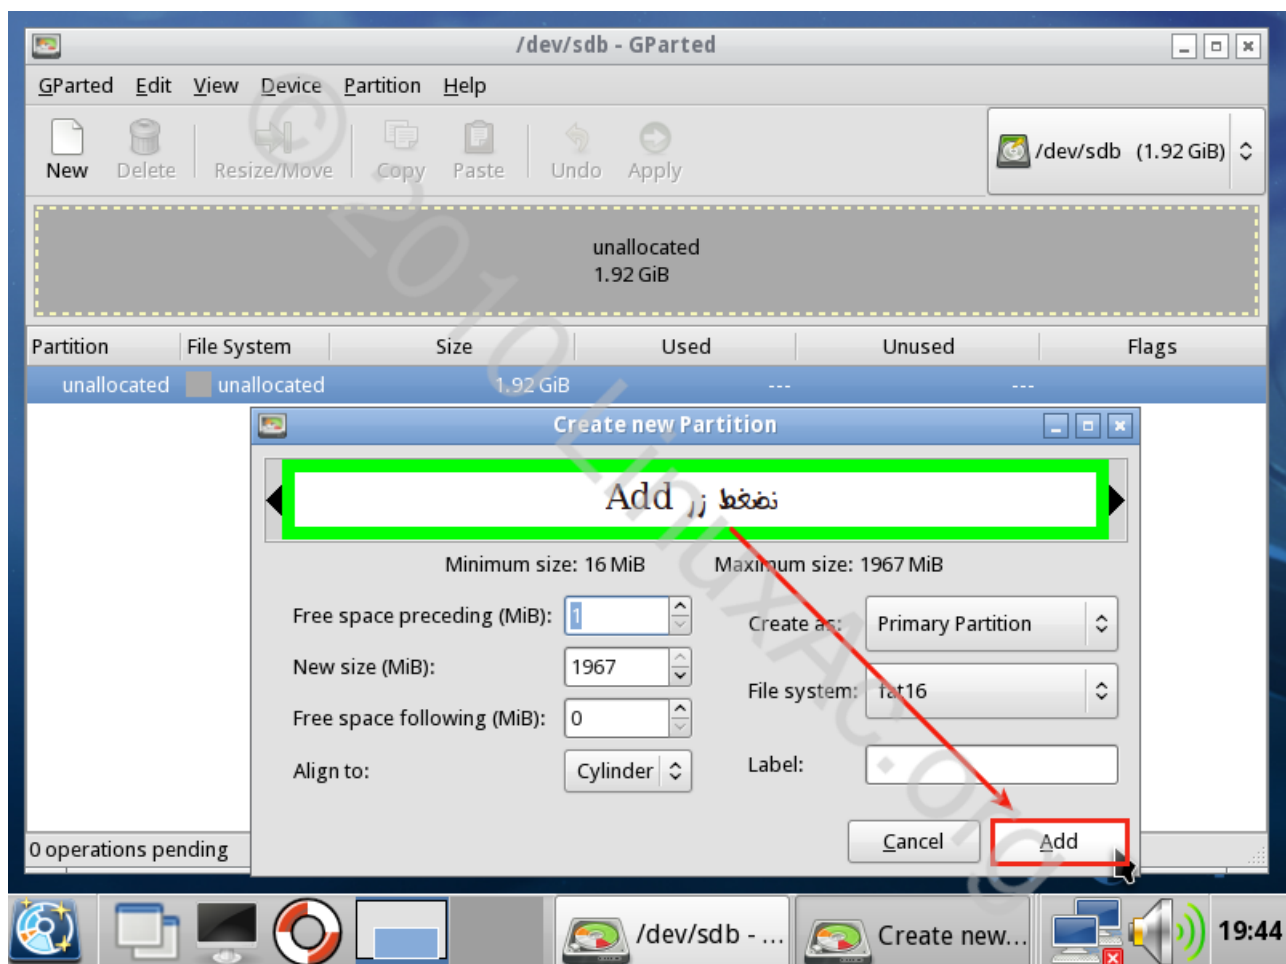 /dev/sdb - GParted
GParted Edit View Device Partition Help
New Delete Resize/Move Copy Paste Undo Apply
/dev/sdb (1.92 GiB)
unallocated
1.92 GiB
Partition File System Size Used Unused Flags
unallocated unallocated 1.92 GiB --- ---
Create new Partition
نضغط زر Add
Minimum size: 16 MiB Maximum size: 1967 MiB
Free space preceding (MiB): 1
Create as: Primary Partition
New size (MiB): 1967
File system: fat16
Free space following (MiB): 0
Align to: Cylinder
Label:
Cancel Add
0 operations pending
/dev/sdb - ... Create new... 19:44
© 2010 LinuxAc.org